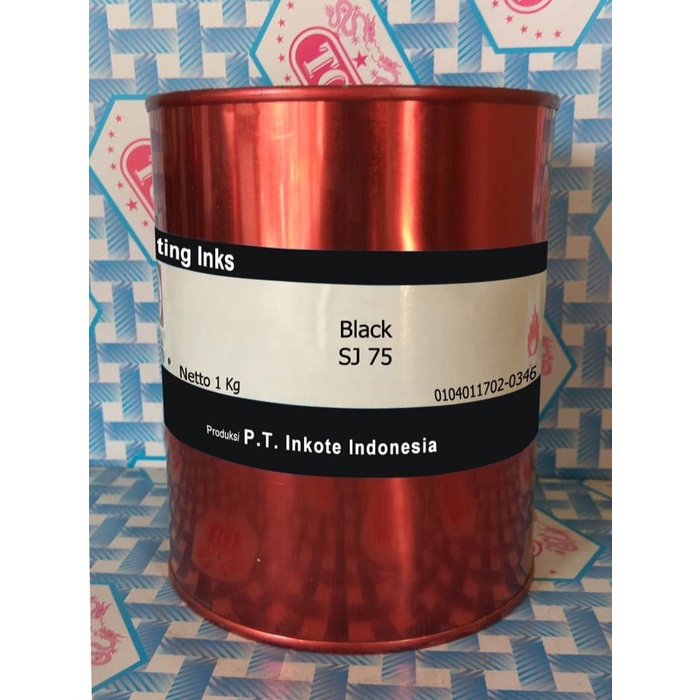 ting Inks
Black
SJ 75
Netto 1 Kg
0104011702-0346
Produksi P.T. Inkote Indonesia